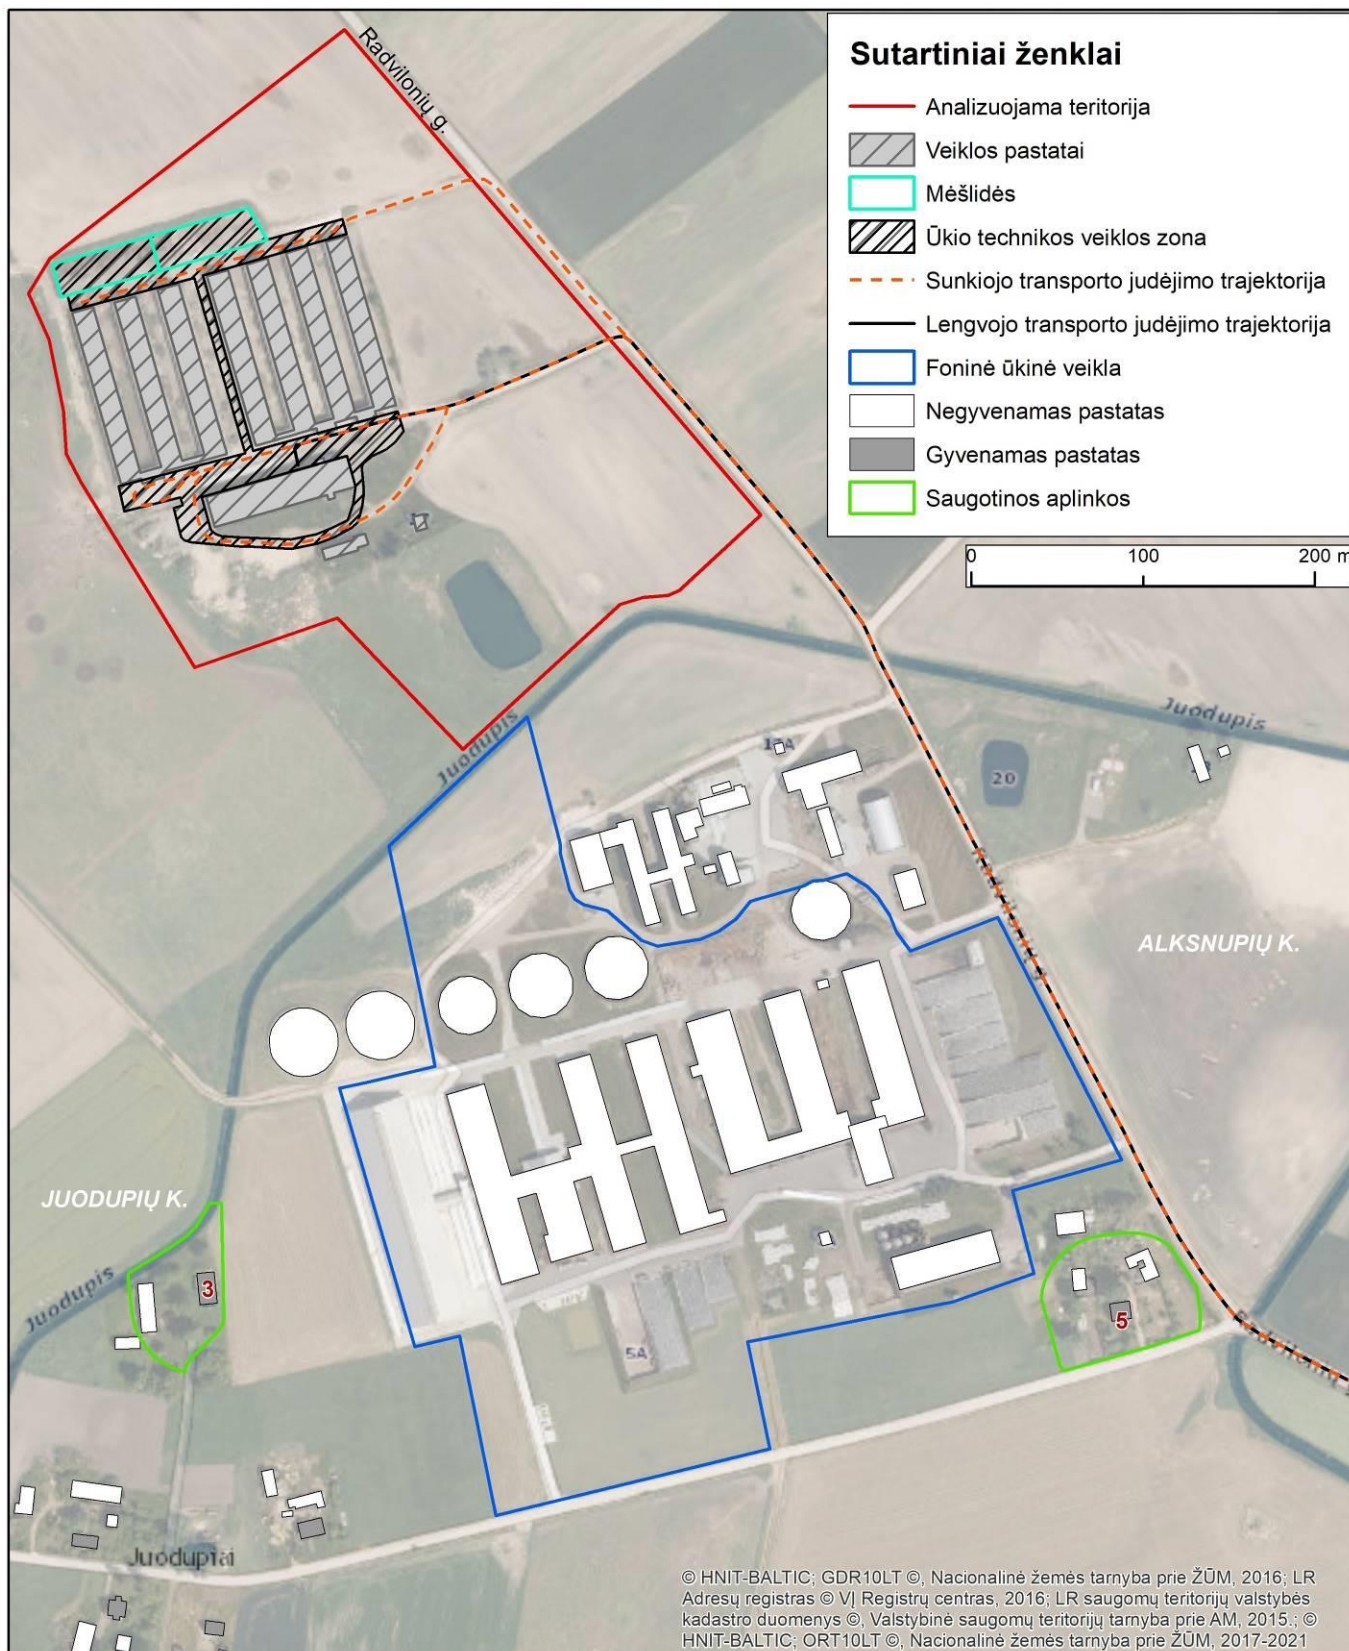 Radvilonių g.
Sutartiniai ženklai
Analizuojama teritorija
Veiklos pastatai
Mėšlidės
Ūkio technikos veiklos zona
Sunkiojo transporto judėjimo trajektorija
Lengvojo transporto judėjimo trajektorija
Foninė ūkinė veikla
Negyvenamas pastatas
Gyvenamas pastatas
Saugotinos aplinkos
0 100 200 m
Juodupis
Juodupis
20
ALKSNUPIŲ K.
JUODUPIŲ K.
3
Juodupis
5
5A
Juodupiai
© HNIT-BALTIC; GDR10LT ©, Nacionalinė žemės tarnyba prie ŽŪM, 2016; LR
Adresų registras © VĮ Registrų centras, 2016; LR saugomų teritorijų valstybės
kadastro duomenys ©, Valstybinė saugomų teritorijų tarnyba prie AM, 2015.; ©
HNIT-BALTIC; ORT10LT ©, Nacionalinė žemės tarnyba prie ŽŪM, 2017-2021